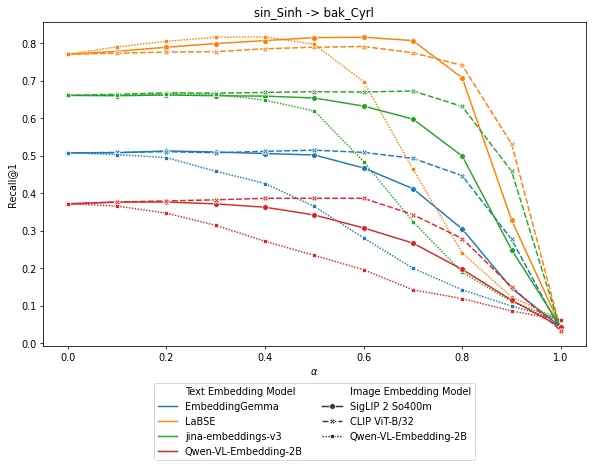 sin_Sinh -> bak_Cyrl
0.8
0.7
0.6
0.5
0.4
0.3
0.2
0.1
0.0
Recall@1
0.0 0.2 0.4 0.6 0.8 1.0
α
Text Embedding Model
EmbeddingGemma
LaBSE
jina-embeddings-v3
Qwen-VL-Embedding-2B
Image Embedding Model
SigLIP 2 So400m
CLIP ViT-B/32
Qwen-VL-Embedding-2B